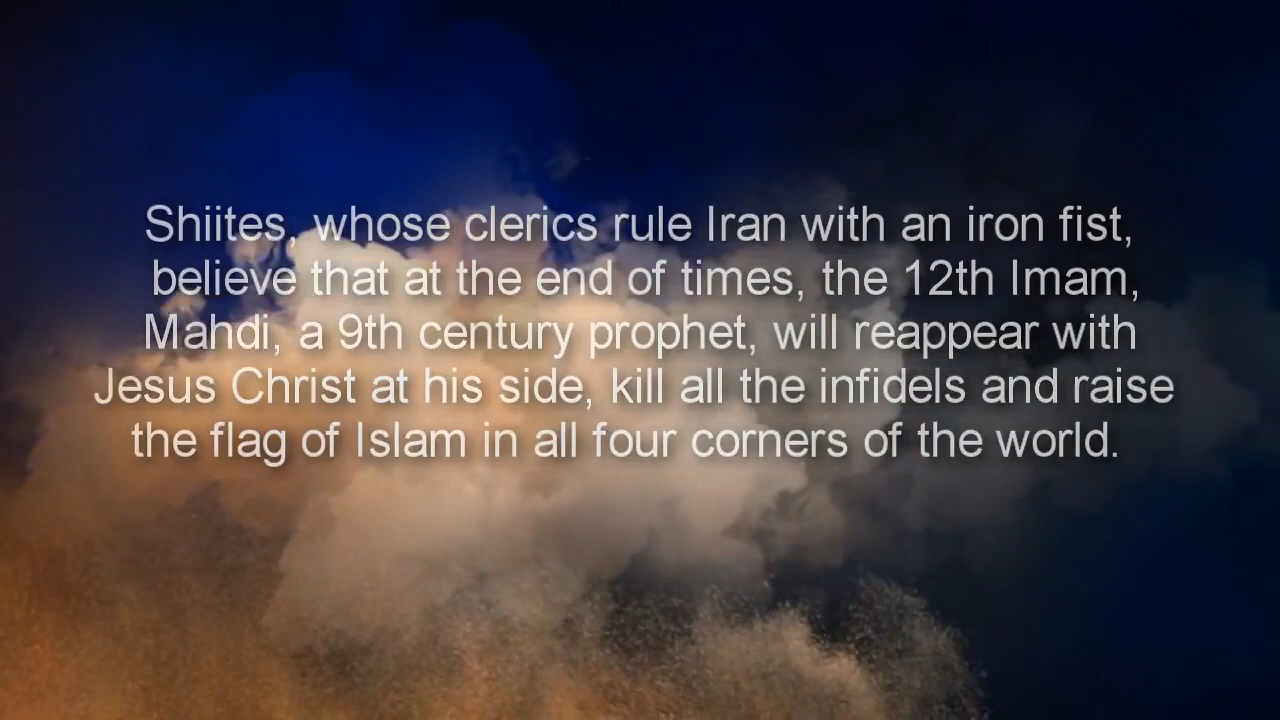 Shiites, whose clerics rule Iran with an iron fist,
believe that at the end of times, the 12th Imam,
Mahdi, a 9th century prophet, will reappear with
Jesus Christ at his side, kill all the infidels and raise
the flag of Islam in all four corners of the world.